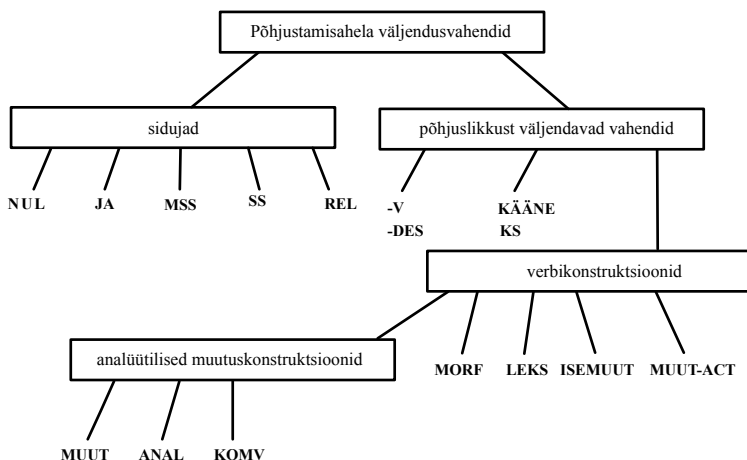 Põhjustamisahela väljendusvahendid
sidujad
põhjuslikkust väljendavad vahendid
NUL JA MSS SS REL
-V KÄÄNE
-DES KS
verbikonstruktsioonid
analüütilised muutuskonstruktsioonid
MORF LEKS ISEMUUT MUUT-ACT
MUUT ANAL KOMV